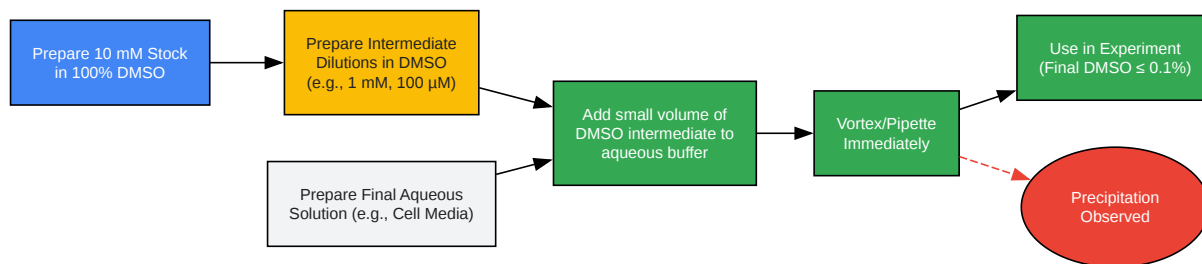 Prepare 10 mM Stock
in 100% DMSO
Prepare Intermediate
Dilutions in DMSO
(e.g., 1 mM, 100 µM)
Prepare Final Aqueous
Solution (e.g., Cell Media)
Add small volume of
DMSO intermediate to
aqueous buffer
Vortex/Pipette
Immediately
Use in Experiment
(Final DMSO ≤ 0.1%)
Precipitation
Observed